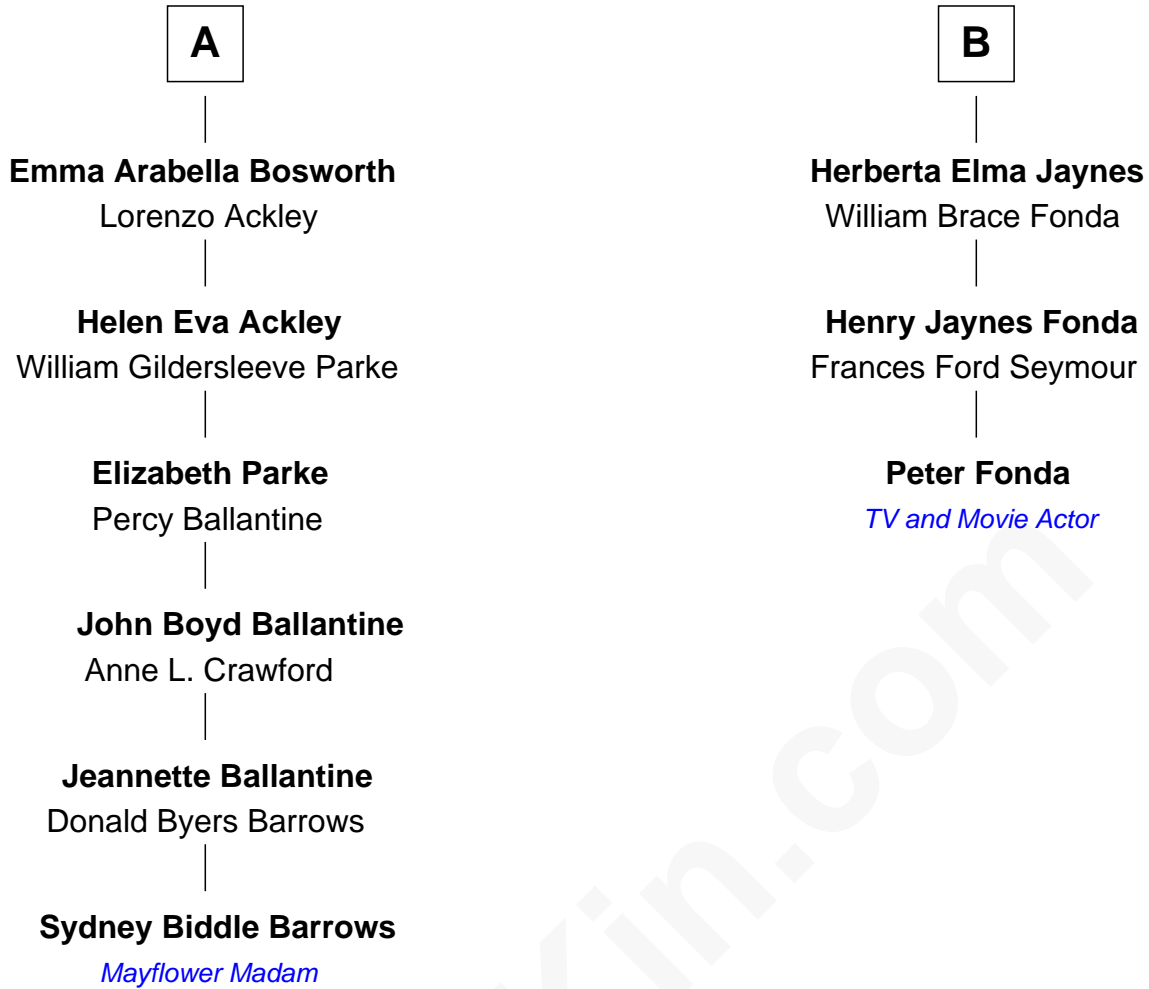 A
Emma Arabella Bosworth
Lorenzo Ackley
Helen Eva Ackley
William Gildersleeve Parke
Elizabeth Parke
Percy Ballantine
John Boyd Ballantine
Anne L. Crawford
Jeannette Ballantine
Donald Byers Barrows
Sydney Biddle Barrows
Mayflower Madam
B
Herberta Elma Jaynes
William Brace Fonda
Henry Jaynes Fonda
Frances Ford Seymour
Peter Fonda
TV and Movie Actor
Kin.com